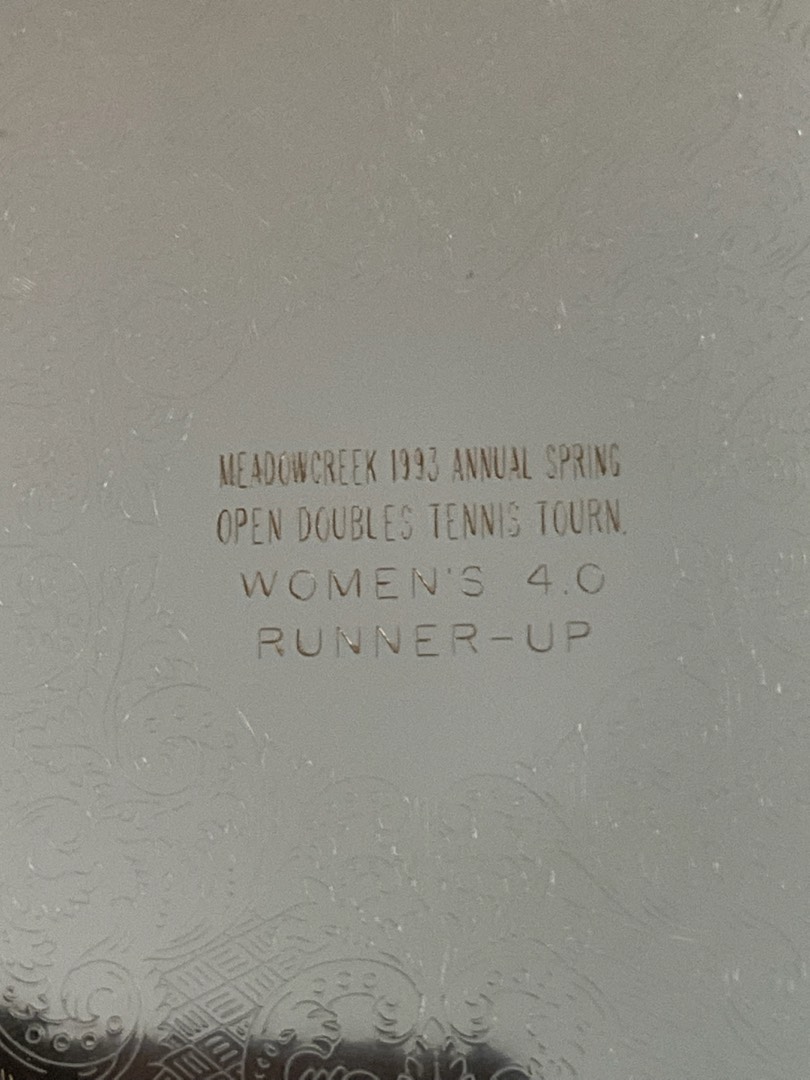 MEADOWCREEK 1993 ANNUAL SPRING
OPEN DOUBLES TENNIS TOURN.
WOMEN'S 4.0
RUNNER-UP